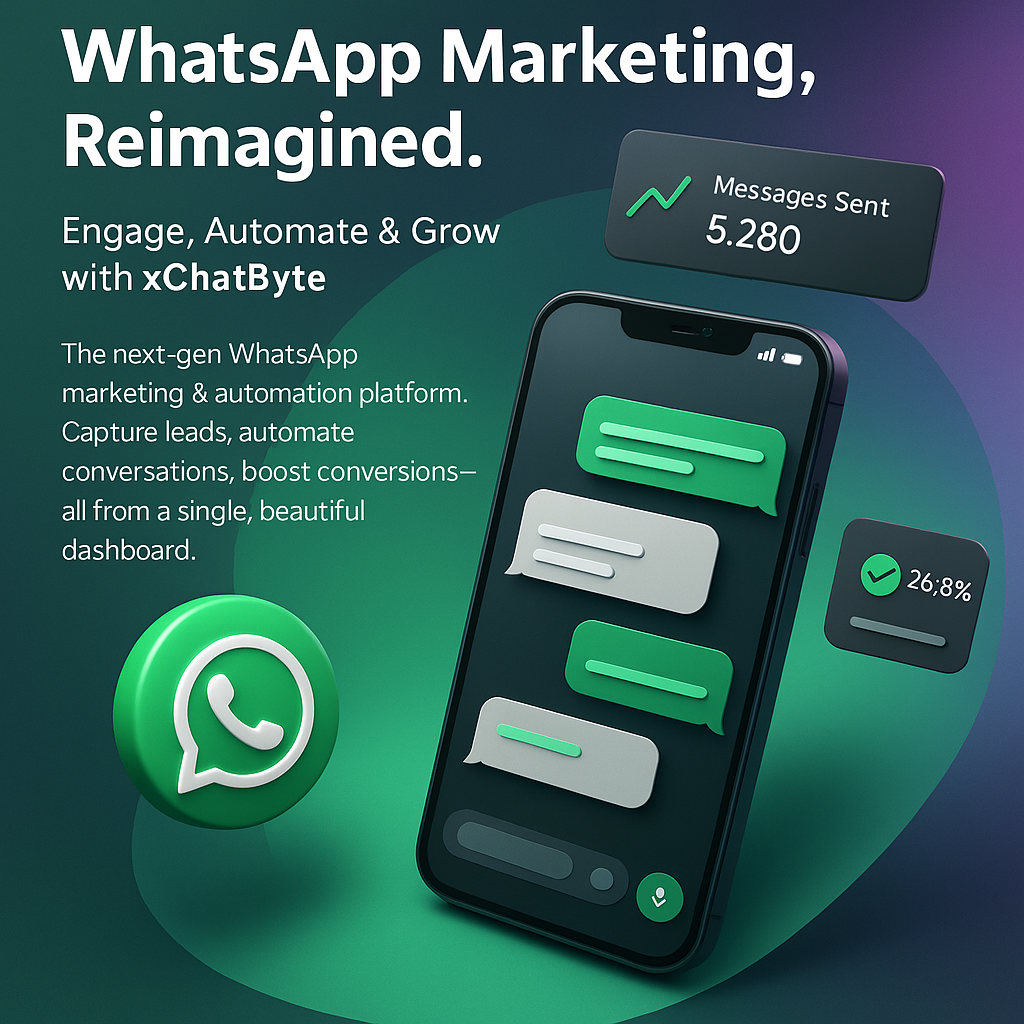 WhatsApp Marketing,
Reimagined.
Engage, Automate & Grow
with xChatByte
The next-gen WhatsApp
marketing & automation platform.
Capture leads, automate
conversations, boost conversions—
all from a single, beautiful
dashboard.
Messages Sent
5.280
26;8%